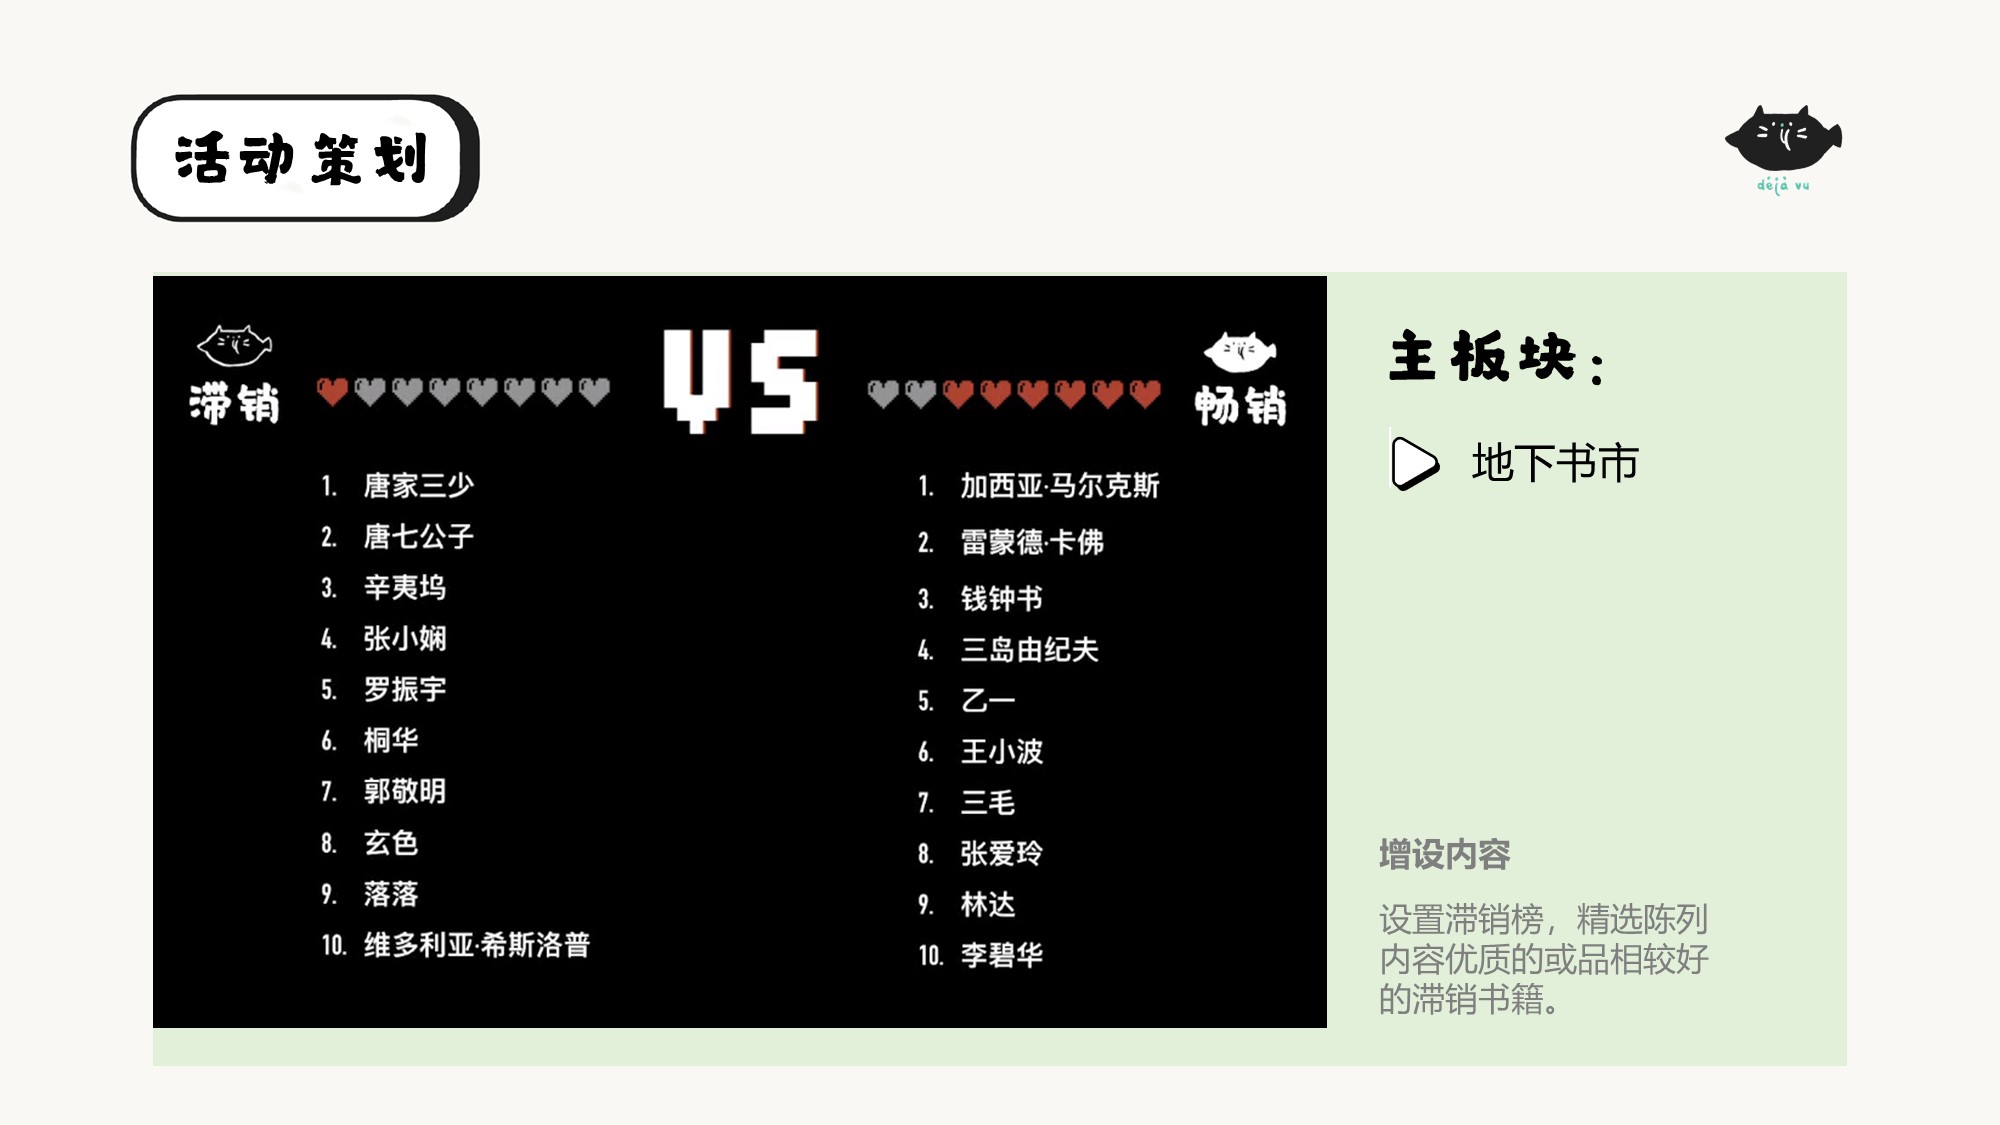 活动策划
déjà vu
滞销
VS
畅销
1. 唐家三少
2. 唐七公子
3. 辛夷坞
4. 张小娴
5. 罗振宇
6. 桐华
7. 郭敬明
8. 玄色
9. 落落
10. 维多利亚·希斯洛普
1. 加西亚·马尔克斯
2. 雷蒙德·卡佛
3. 钱钟书
4. 三岛由纪夫
5. 乙一
6. 王小波
7. 三毛
8. 张爱玲
9. 林达
10. 李碧华
主板块：
地下书市
增设内容
设置滞销榜，精选陈列
内容优质的或品相较好
的滞销书籍。